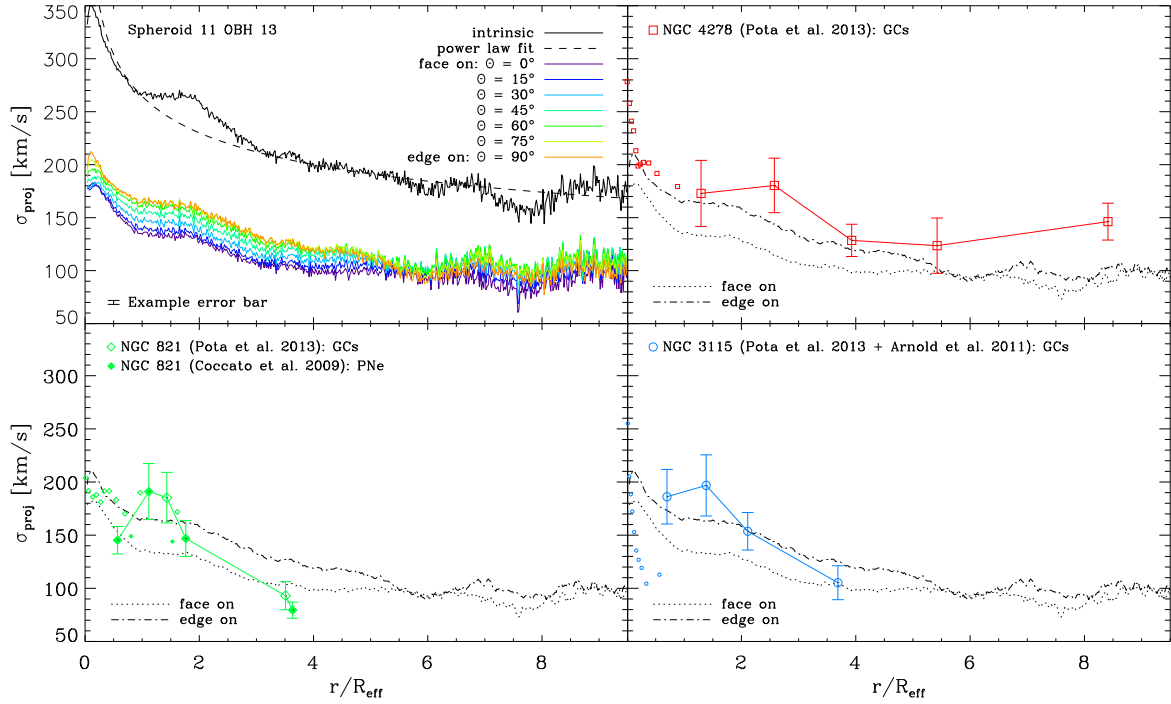 Spheroid 11 OBH 13
intrinsic
power law fit
face on: Θ = 0°
Θ = 15°
Θ = 30°
Θ = 45°
Θ = 60°
Θ = 75°
edge on: Θ = 90°
Example error bar
σproj [km/s]
350
300
250
200
150
100
50
NGC 4278 (Pota et al. 2013): GCs
face on
edge on
NGC 821 (Pota et al. 2013): GCs
NGC 821 (Coccato et al. 2009): PNe
face on
edge on
σproj [km/s]
350
300
250
200
150
100
50
0 2 4 6 8
r/Reff
NGC 3115 (Pota et al. 2013 + Arnold et al. 2011): GCs
face on
edge on
2 4 6 8
r/Reff